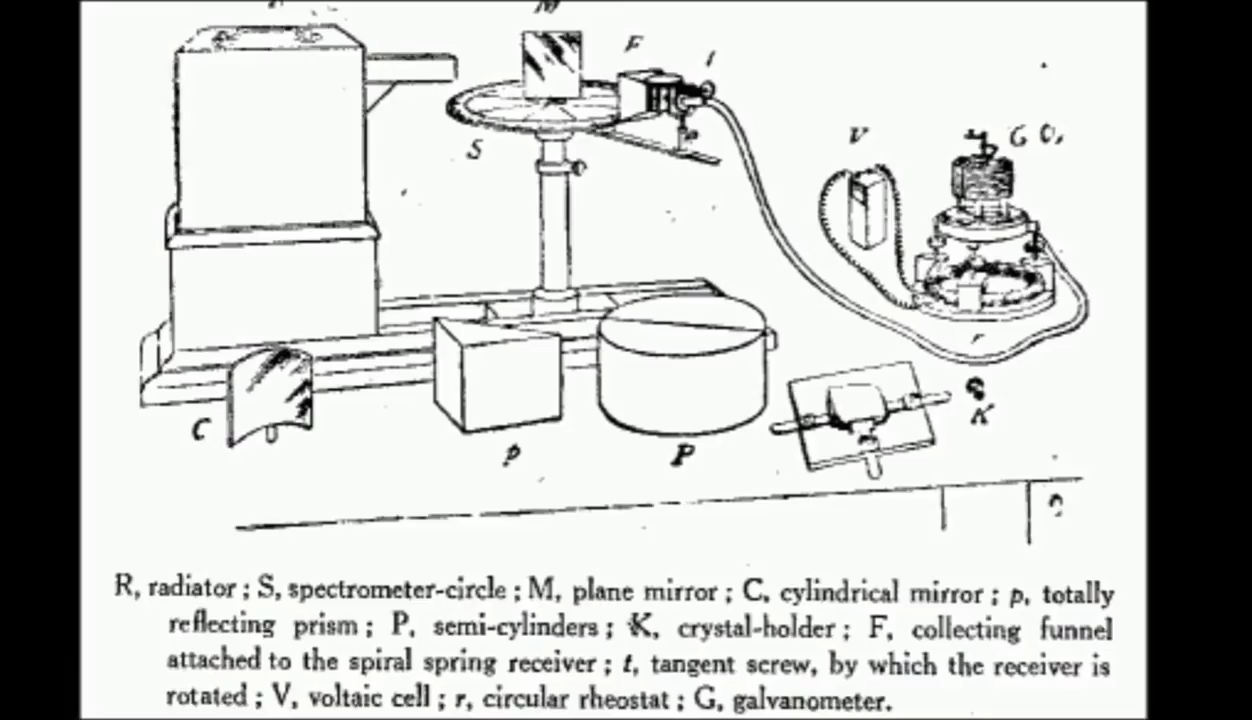 M
F
t
S
V
G
r
C
p
P
K
R, radiator ; S, spectrometer-circle ; M, plane mirror ; C, cylindrical mirror ; p, totally
reflecting prism ; P, semi-cylinders ; K, crystal-holder ; F, collecting funnel
attached to the spiral spring receiver ; t, tangent screw, by which the receiver is
rotated ; V, voltaic cell ; r, circular rheostat ; G, galvanometer.